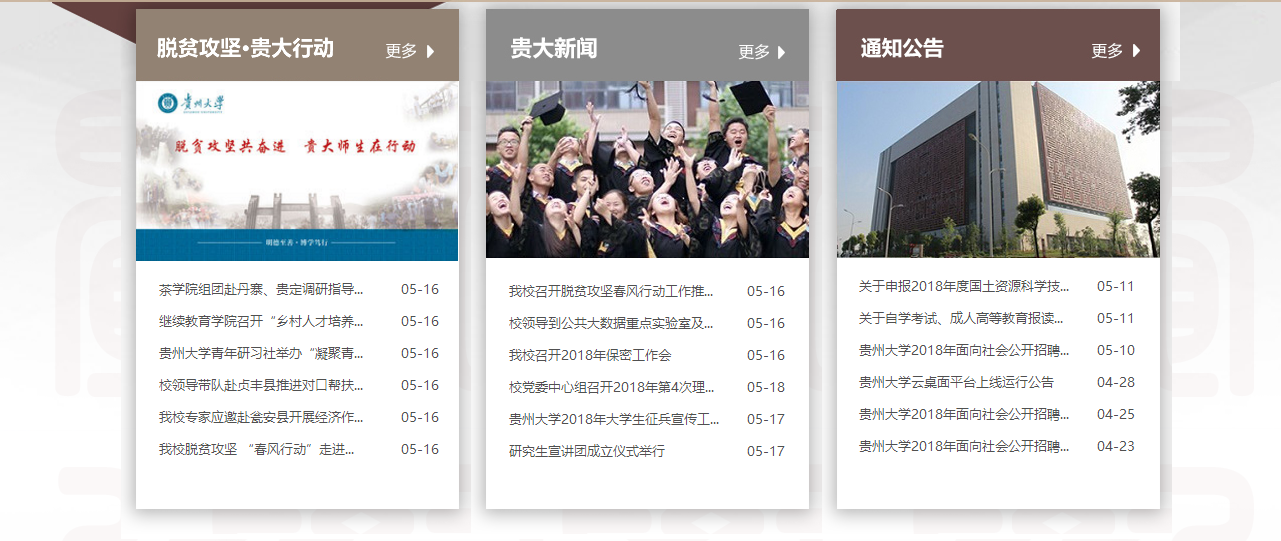 脱贫攻坚·贵大行动
更多
贵州大学
脱贫攻坚共奋进 贵大师生在行动
明德至善·博学笃行
茶学院组团赴丹寨、贵定调研指导... 05-16
继续教育学院召开“乡村人才培养... 05-16
贵州大学青年研习社举办“凝聚青... 05-16
校领导带队赴贞丰县推进对口帮扶... 05-16
我校专家应邀赴瓮安县开展经济作... 05-16
我校脱贫攻坚 “春风行动”走进... 05-16
贵大新闻
更多
我校召开脱贫攻坚春风行动工作推... 05-16
校领导到公共大数据重点实验室及... 05-16
我校召开2018年保密工作会 05-16
校党委中心组召开2018年第4次理... 05-18
贵州大学2018年大学生征兵宣传工... 05-17
研究生宣讲团成立仪式举行 05-17
通知公告
更多
关于申报2018年度国土资源科学技... 05-11
关于自学考试、成人高等教育报读... 05-11
贵州大学2018年面向社会公开招聘... 05-10
贵州大学云桌面平台上线运行公告 04-28
贵州大学2018年面向社会公开招聘... 04-25
贵州大学2018年面向社会公开招聘... 04-23